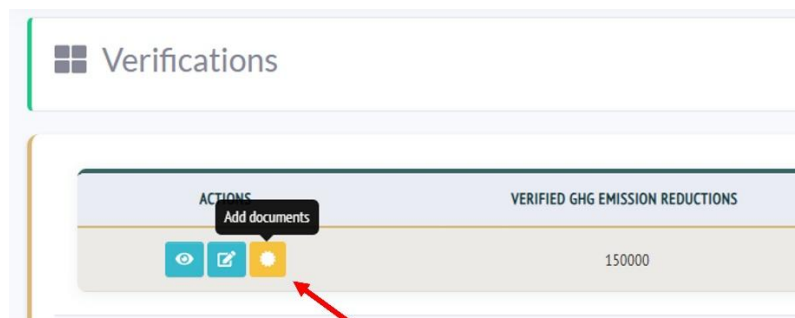 Verifications
ACTIONS
VERIFIED GHG EMISSION REDUCTIONS
Add documents
150000